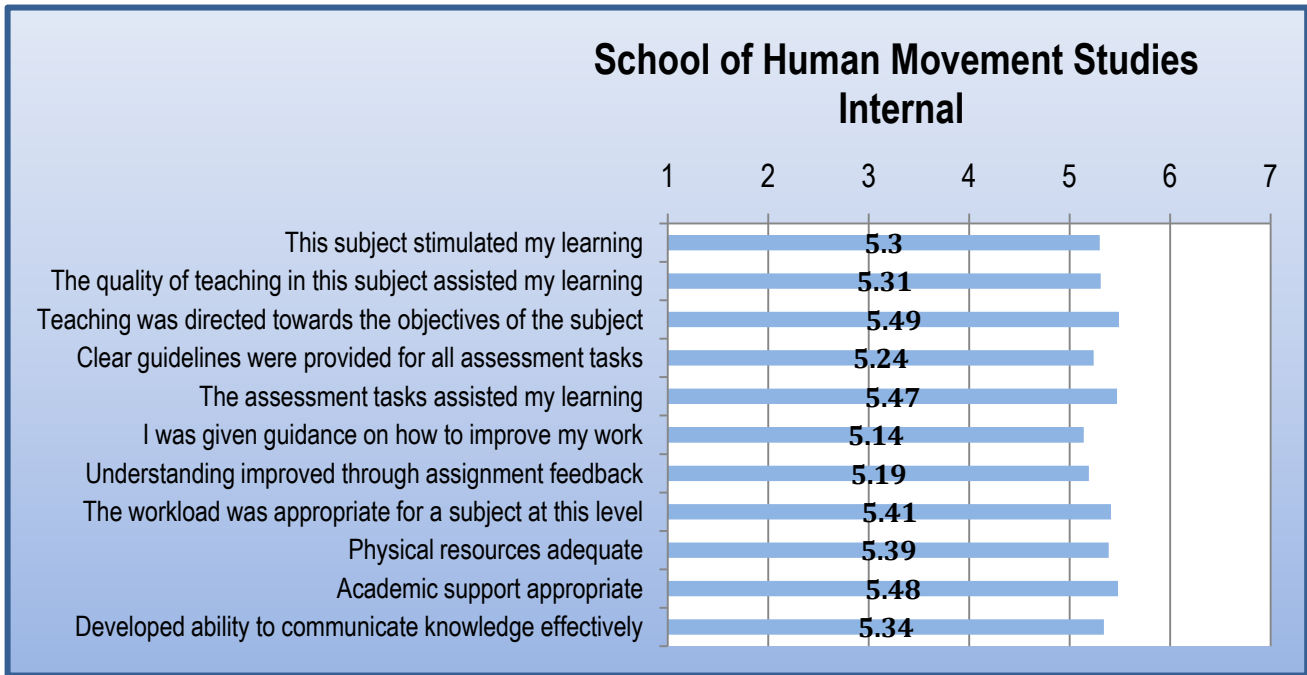 School of Human Movement Studies
Internal
1 2 3 4 5 6 7
This subject stimulated my learning 5.3
The quality of teaching in this subject assisted my learning 5.31
Teaching was directed towards the objectives of the subject 5.49
Clear guidelines were provided for all assessment tasks 5.24
The assessment tasks assisted my learning 5.47
I was given guidance on how to improve my work 5.14
Understanding improved through assignment feedback 5.19
The workload was appropriate for a subject at this level 5.41
Physical resources adequate 5.39
Academic support appropriate 5.48
Developed ability to communicate knowledge effectively 5.34